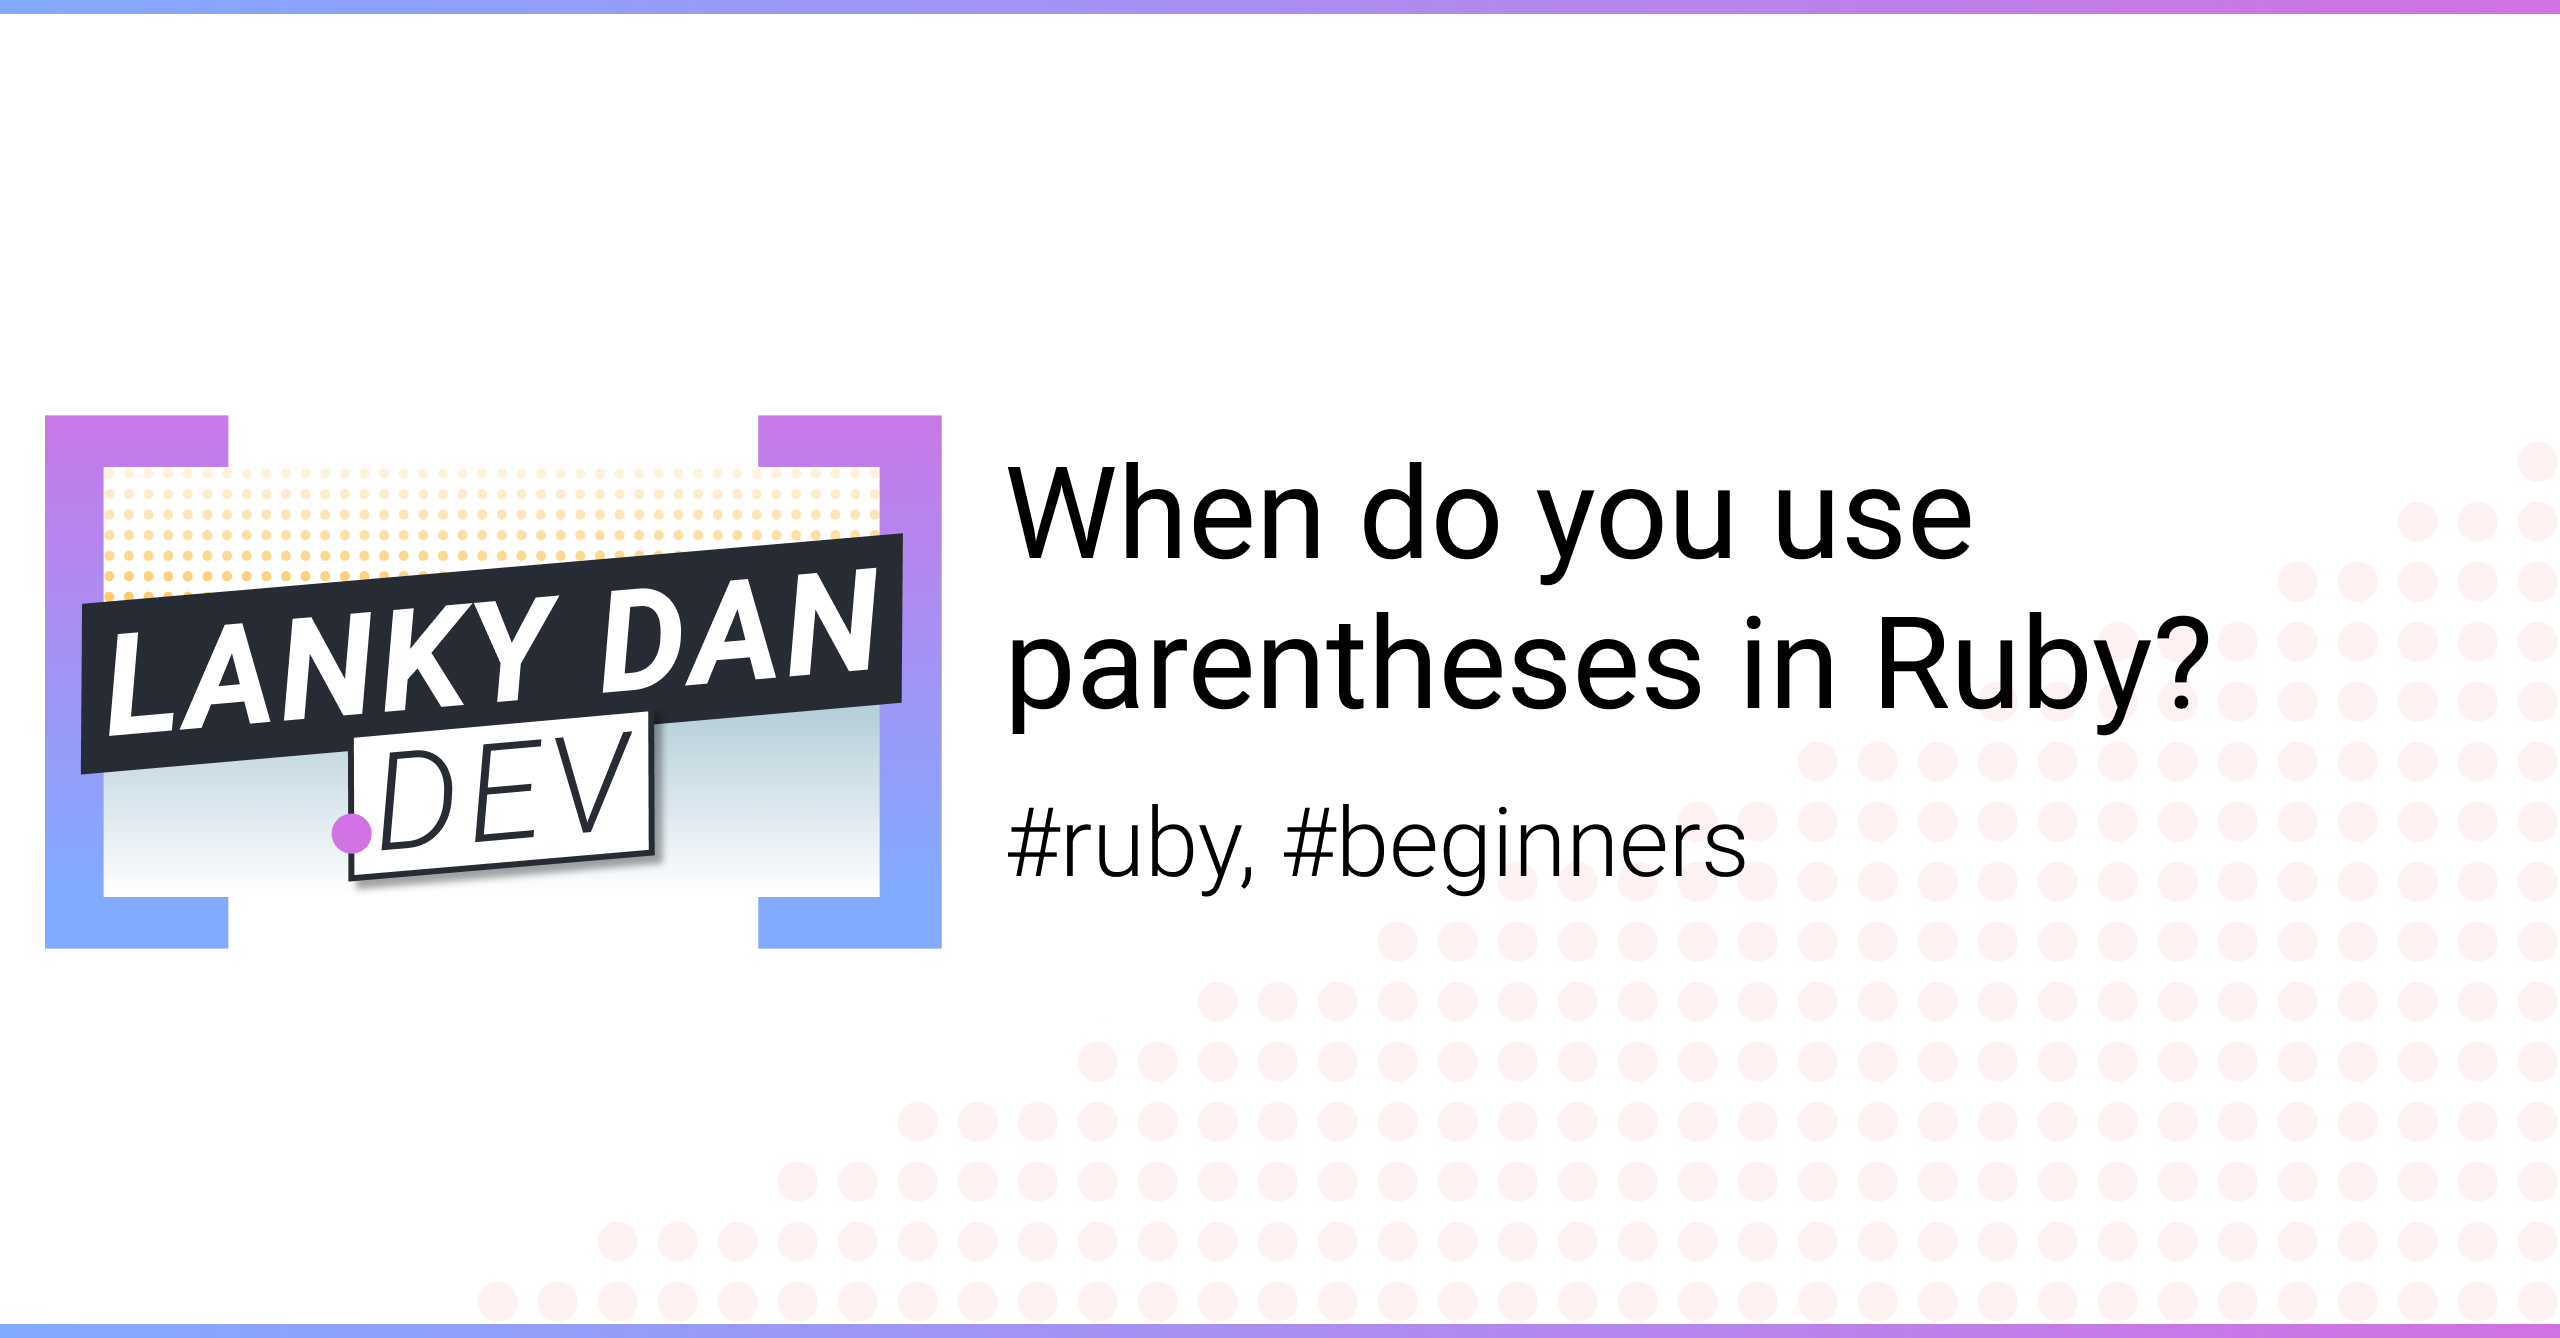 LANKY DAN
DEV
When do you use
parentheses in Ruby?
#ruby, #beginners